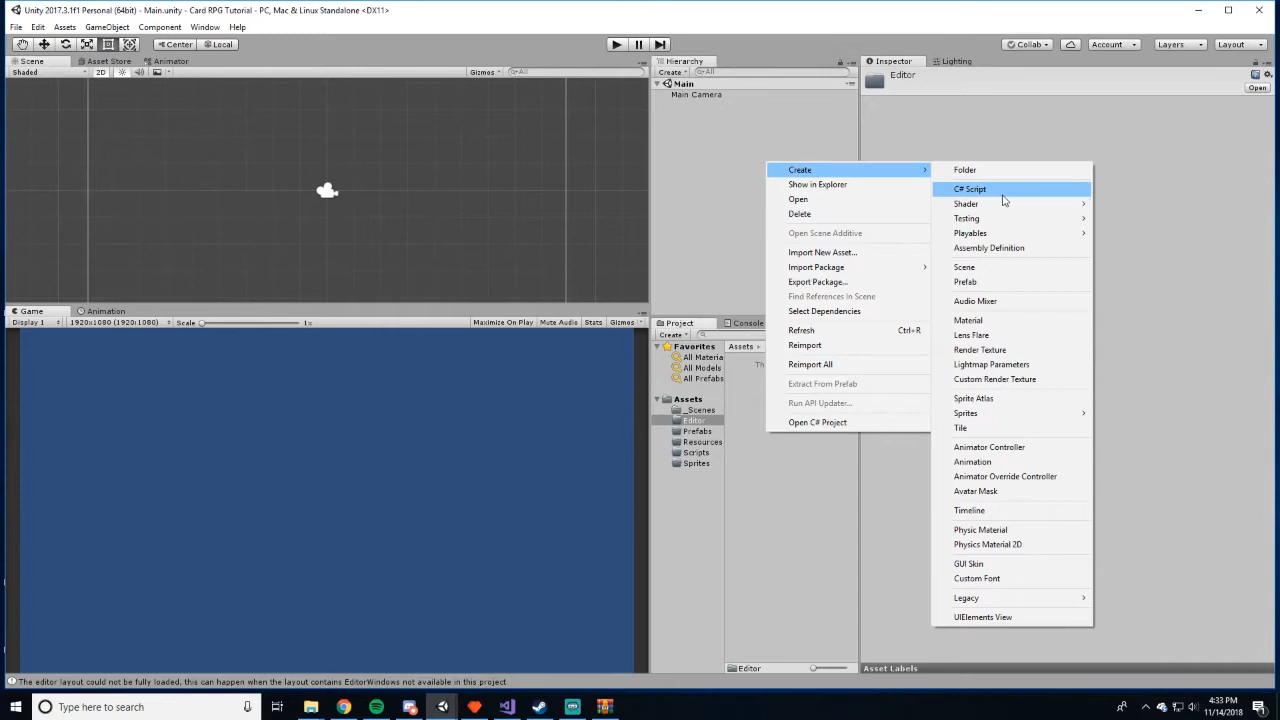 Unity 2017.3.1f1 Personal (64bit) - Main.unity - Card RPG Tutorial - PC, Mac & Linux Standalone <DX11>
File Edit Assets GameObject Component Window Help
Center Local Collab Account Layers Layout
Scene Asset Store Animator Hierarchy Inspector Lighting
Shaded 2D Gizmos All Create All Editor
Open
Main
Main Camera
Create
Show in Explorer
Open
Delete
Open Scene Additive
Import New Asset...
Import Package
Export Package...
Find References In Scene
Select Dependencies
Refresh Ctrl+R
Reimport
Reimport All
Extract From Prefab
Run API Updater...
Open C# Project
Folder
C# Script
Shader
Testing
Playables
Assembly Definition
Scene
Prefab
Audio Mixer
Material
Lens Flare
Render Texture
Lightmap Parameters
Custom Render Texture
Sprite Atlas
Sprites
Tile
Animator Controller
Animation
Animator Override Controller
Avatar Mask
Timeline
Physic Material
Physics Material 2D
GUI Skin
Custom Font
Legacy
UIElements View
Game Animation
Display 1 1920x1080 (1920x1080) Scale 1x Maximize On Play Mute Audio Stats Gizmos
Project Console
Create
Favorites
All Materia
All Models
All Prefabs
Assets
_Scenes
Editor
Prefabs
Resources
Scripts
Sprites
Assets
Th
Editor
Asset Labels
The editor layout could not be fully loaded, this can happen when the layout contains EditorWindows not available in this project
Type here to search
4:33 PM
11/14/2018
1